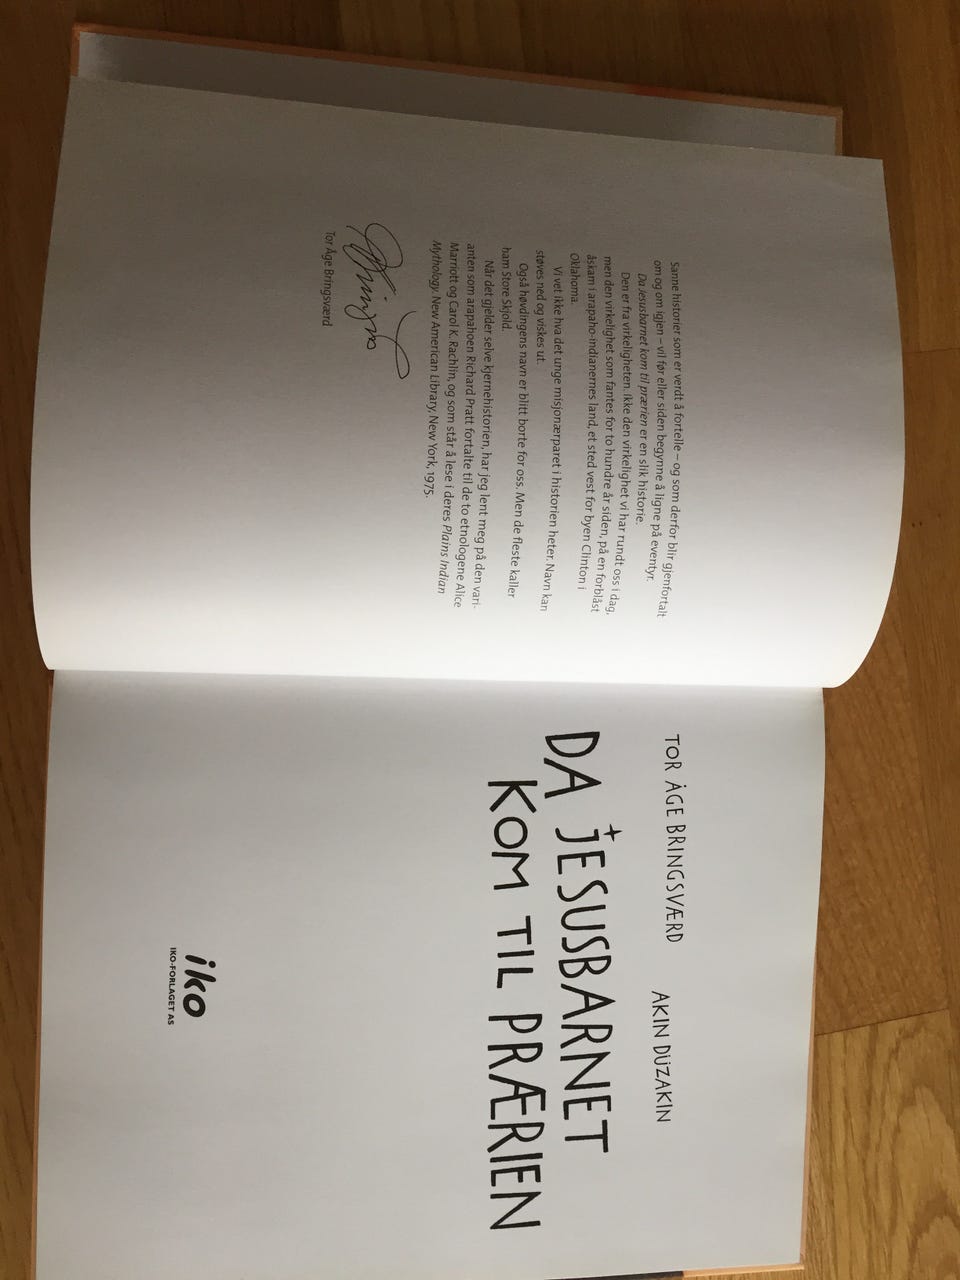 Sanne historier som er verdt å fortelle – og som derfor blir gjenfortalt
om og om igjen – vil før eller siden begynne å ligne på eventyr.
Da Jesusbarnet kom til prærien er en slik historie.
Den er fra virkeligheten. Ikke den virkelighet vi har rundt oss i dag,
men den virkelighet som fantes for to hundre år siden, på en forblåst
åskam i arapaho-indianernes land, et sted vest for byen Clinton i
Oklahoma.
Vi vet ikke hva det unge misjonærparet i historien heter. Navn kan
støves ned og viskes ut.
Også høvdingens navn er blitt borte for oss. Men de fleste kaller
ham Store Skjold.
Når det gjelder selve kjernehistorien, har jeg lent meg på den vari-
anten som arapahoen Richard Pratt fortalte til de to etnologene Alice
Marriott og Carol K. Rachlin, og som står å lese i deres Plains Indian
Mythology. New American Library, New York, 1975.
Tor Åge Bringsværd
TOR ÅGE BRINGSVÆRD AKIN DÜZAKIN
DA JESUSBARNET
KOM TIL PRÆRIEN
iko
IKO-FORLAGET AS